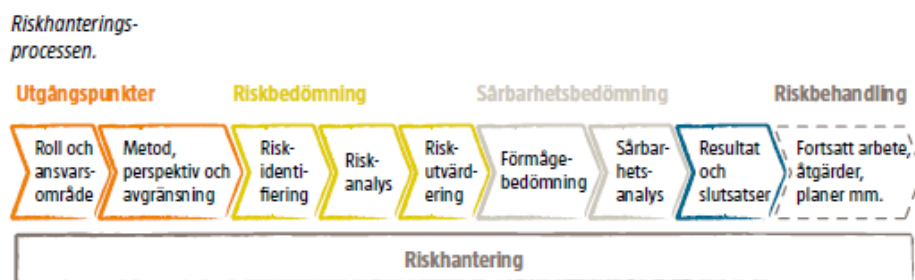 Riskhanterings-
processen.
Utgångspunkter
Riskbedömning
Sårbarhetsbedömning
Riskbehandling
Roll och
ansvars-
område
Metod,
perspektiv och
avgränsning
Risk-
identi-
fiering
Risk-
analys
Risk-
utvärd-
ering
Förmåge-
bedömning
Sårbar-
hets-
analys
Resultat
och
slutsatser
Fortsatt arbete,
åtgärder,
planer mm.
Riskhantering